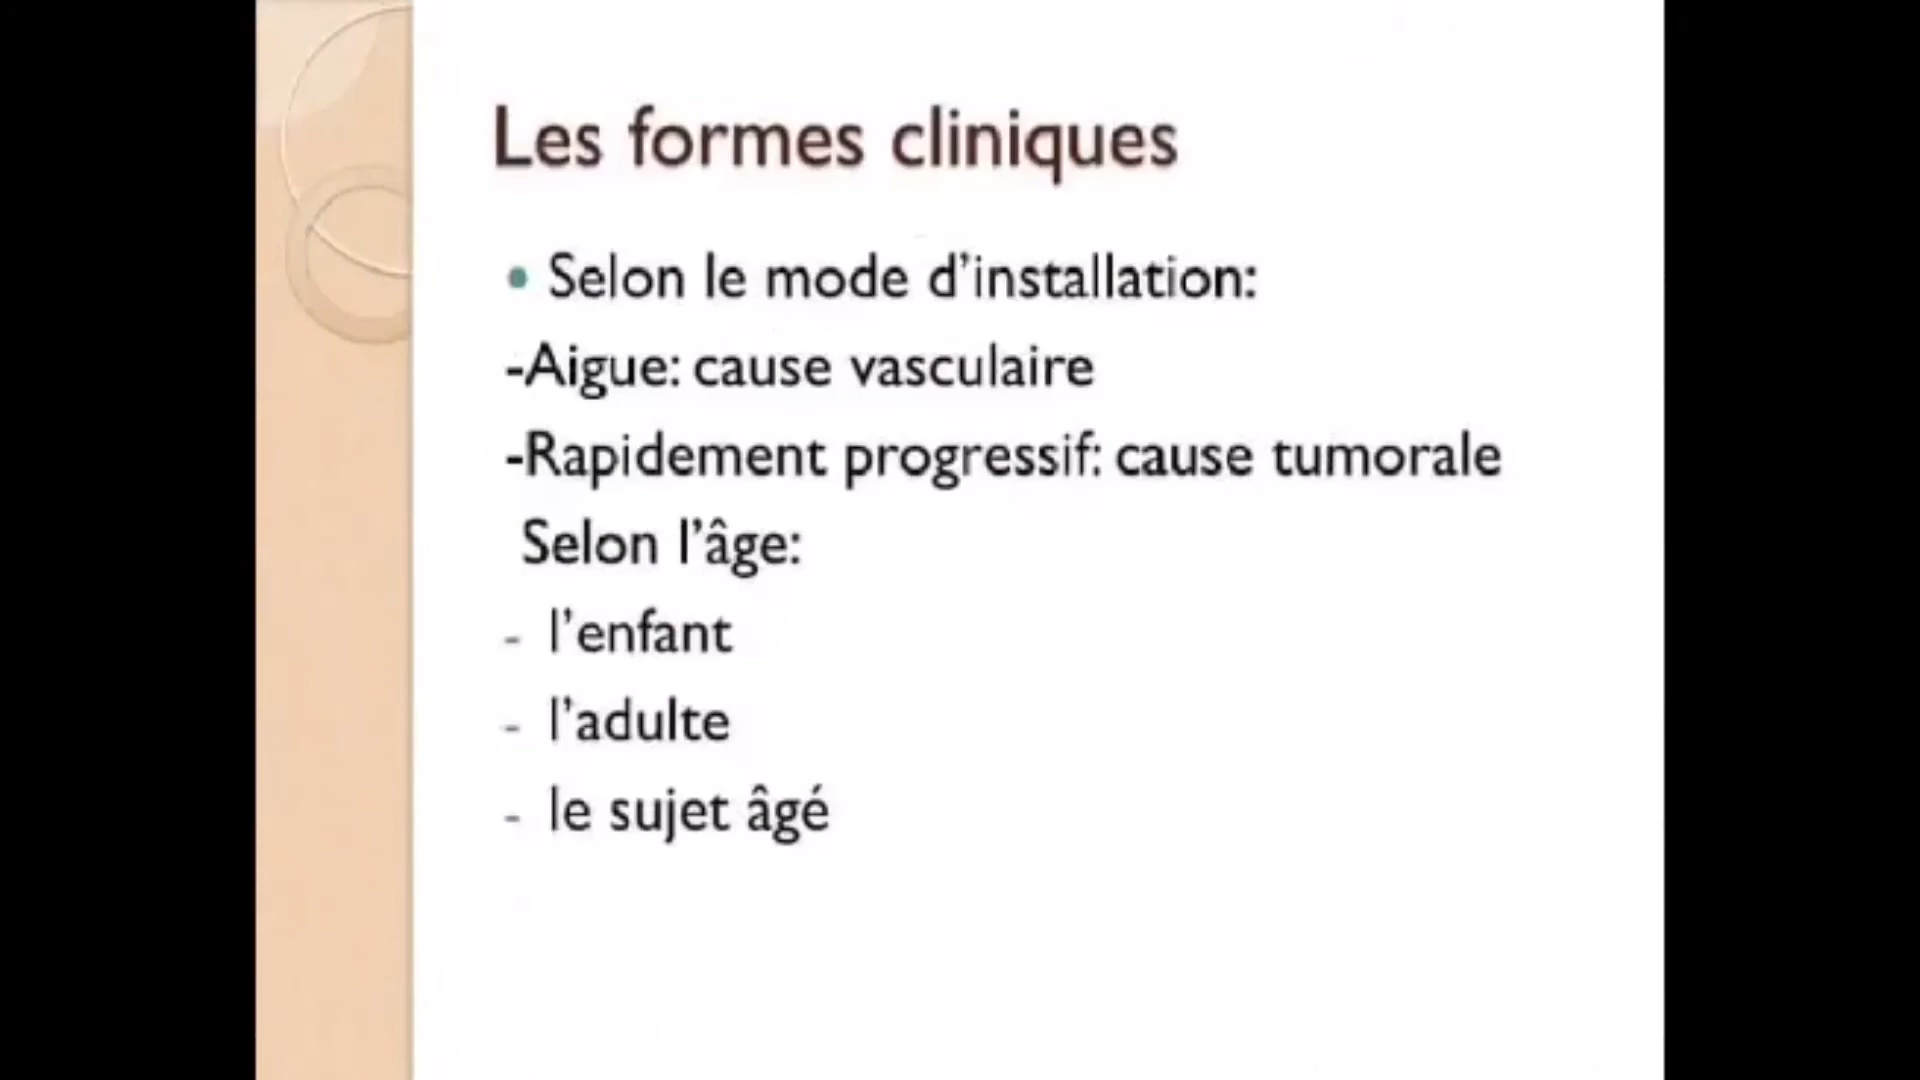 Les formes cliniques
• Selon le mode d’installation:
-Aigue: cause vasculaire
-Rapidement progressif: cause tumorale
Selon l’âge:
- l’enfant
- l’adulte
- le sujet âgé